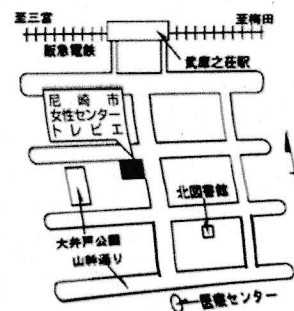 至三宮
至梅田
阪急電鉄
武庫之荘駅
尼崎市
女性センター
トレピエ
北図書館
大井戸公園
山幹通り
医療センター